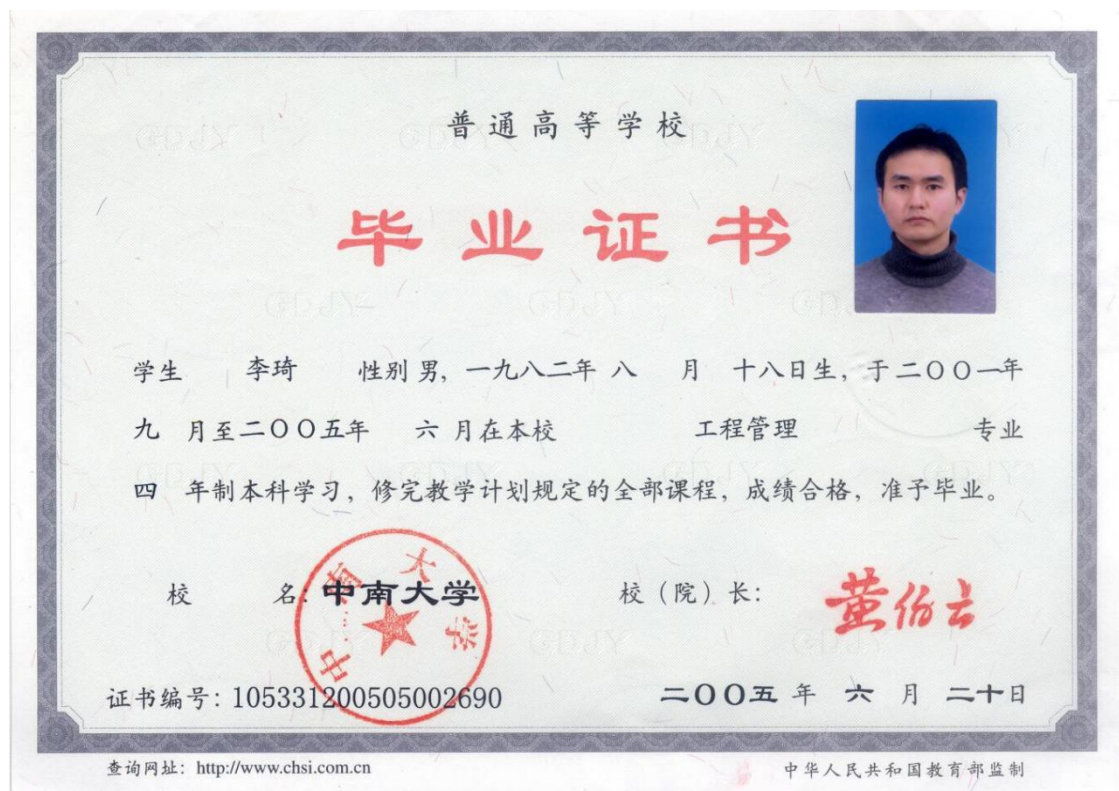 普通高等学校
毕业证书
学生 李琦 性别 男, 一九八二年 八 月 十八日生, 于二〇〇一年
九 月至二〇〇五年 六 月在本校 工程管理 专业
四 年制本科学习, 修完教学计划规定的全部课程, 成绩合格, 准予毕业。
校 名: 中南大学
中南大学
校（院）长: 黄伯云
证书编号: 105331200505002690
二〇〇五 年 六 月 二十日
查询网址: http://www.chsi.com.cn
中华人民共和国教育部监制